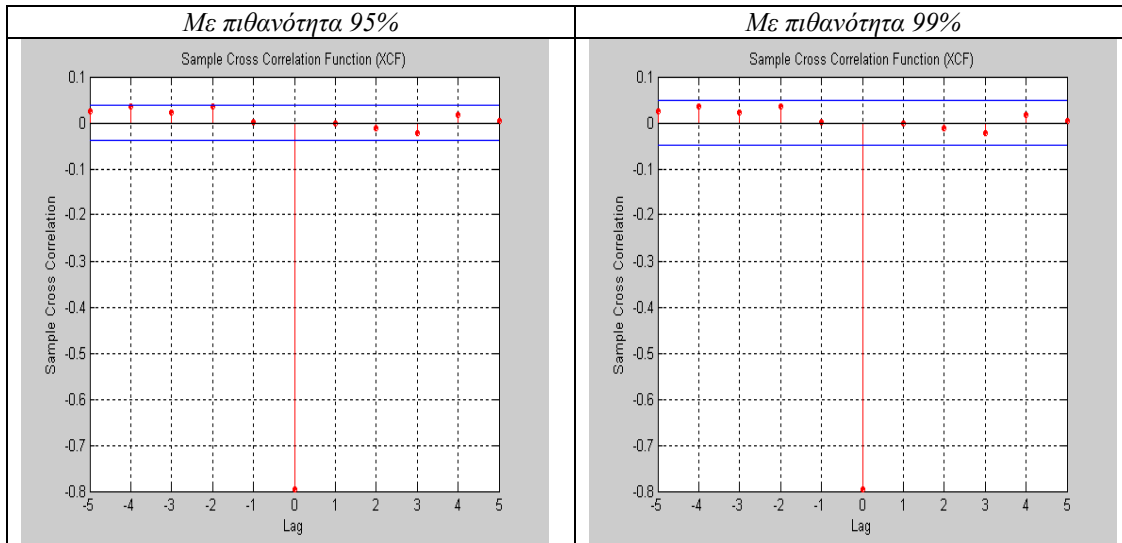 Με πιθανότητα 95%
Με πιθανότητα 99%
Sample Cross Correlation Function (XCF)
Sample Cross Correlation
0.1
0
-0.1
-0.2
-0.3
-0.4
-0.5
-0.6
-0.7
-0.8
-5 -4 -3 -2 -1 0 1 2 3 4 5
Lag
Sample Cross Correlation Function (XCF)
Sample Cross Correlation
0.1
0
-0.1
-0.2
-0.3
-0.4
-0.5
-0.6
-0.7
-0.8
-5 -4 -3 -2 -1 0 1 2 3 4 5
Lag